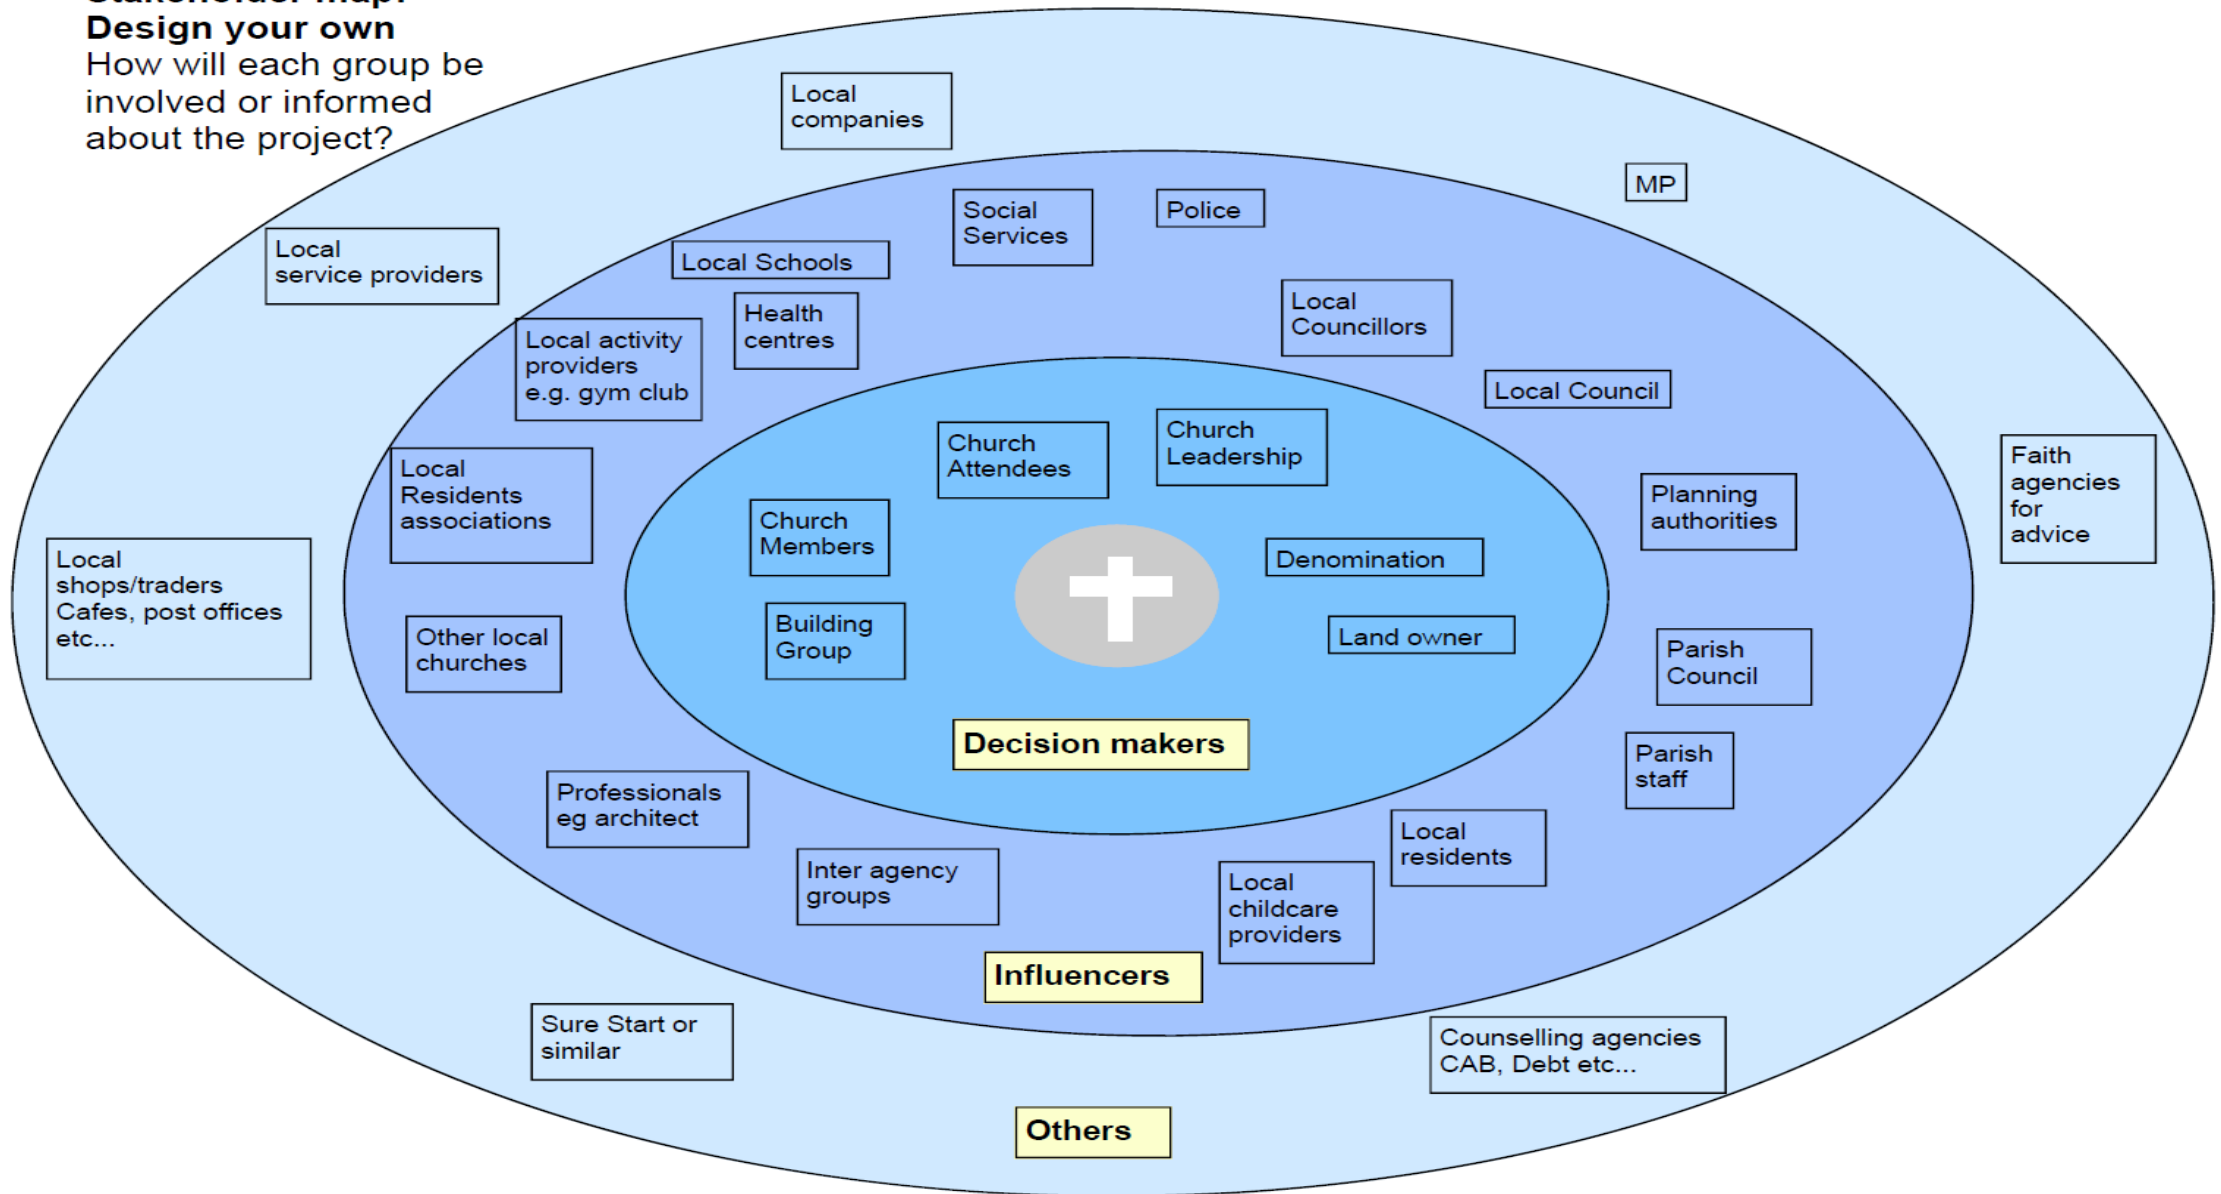 Stakeholder map:
Design your own
How will each group be
involved or informed
about the project?
Local
companies
MP
Social
Services
Police
Local
service providers
Local Schools
Health
centres
Local
Councillors
Local activity
providers
e.g. gym club
Local Council
Church
Attendees
Church
Leadership
Local
Residents
associations
Faith
agencies
for
advice
Planning
authorities
Church
Members
Denomination
Local
shops/traders
Cafes, post offices
etc...
Building
Group
Land owner
Other local
churches
Parish
Council
Decision makers
Parish
staff
Professionals
eg architect
Local
residents
Inter agency
groups
Local
childcare
providers
Influencers
Sure Start or
similar
Counselling agencies
CAB, Debt etc...
Others